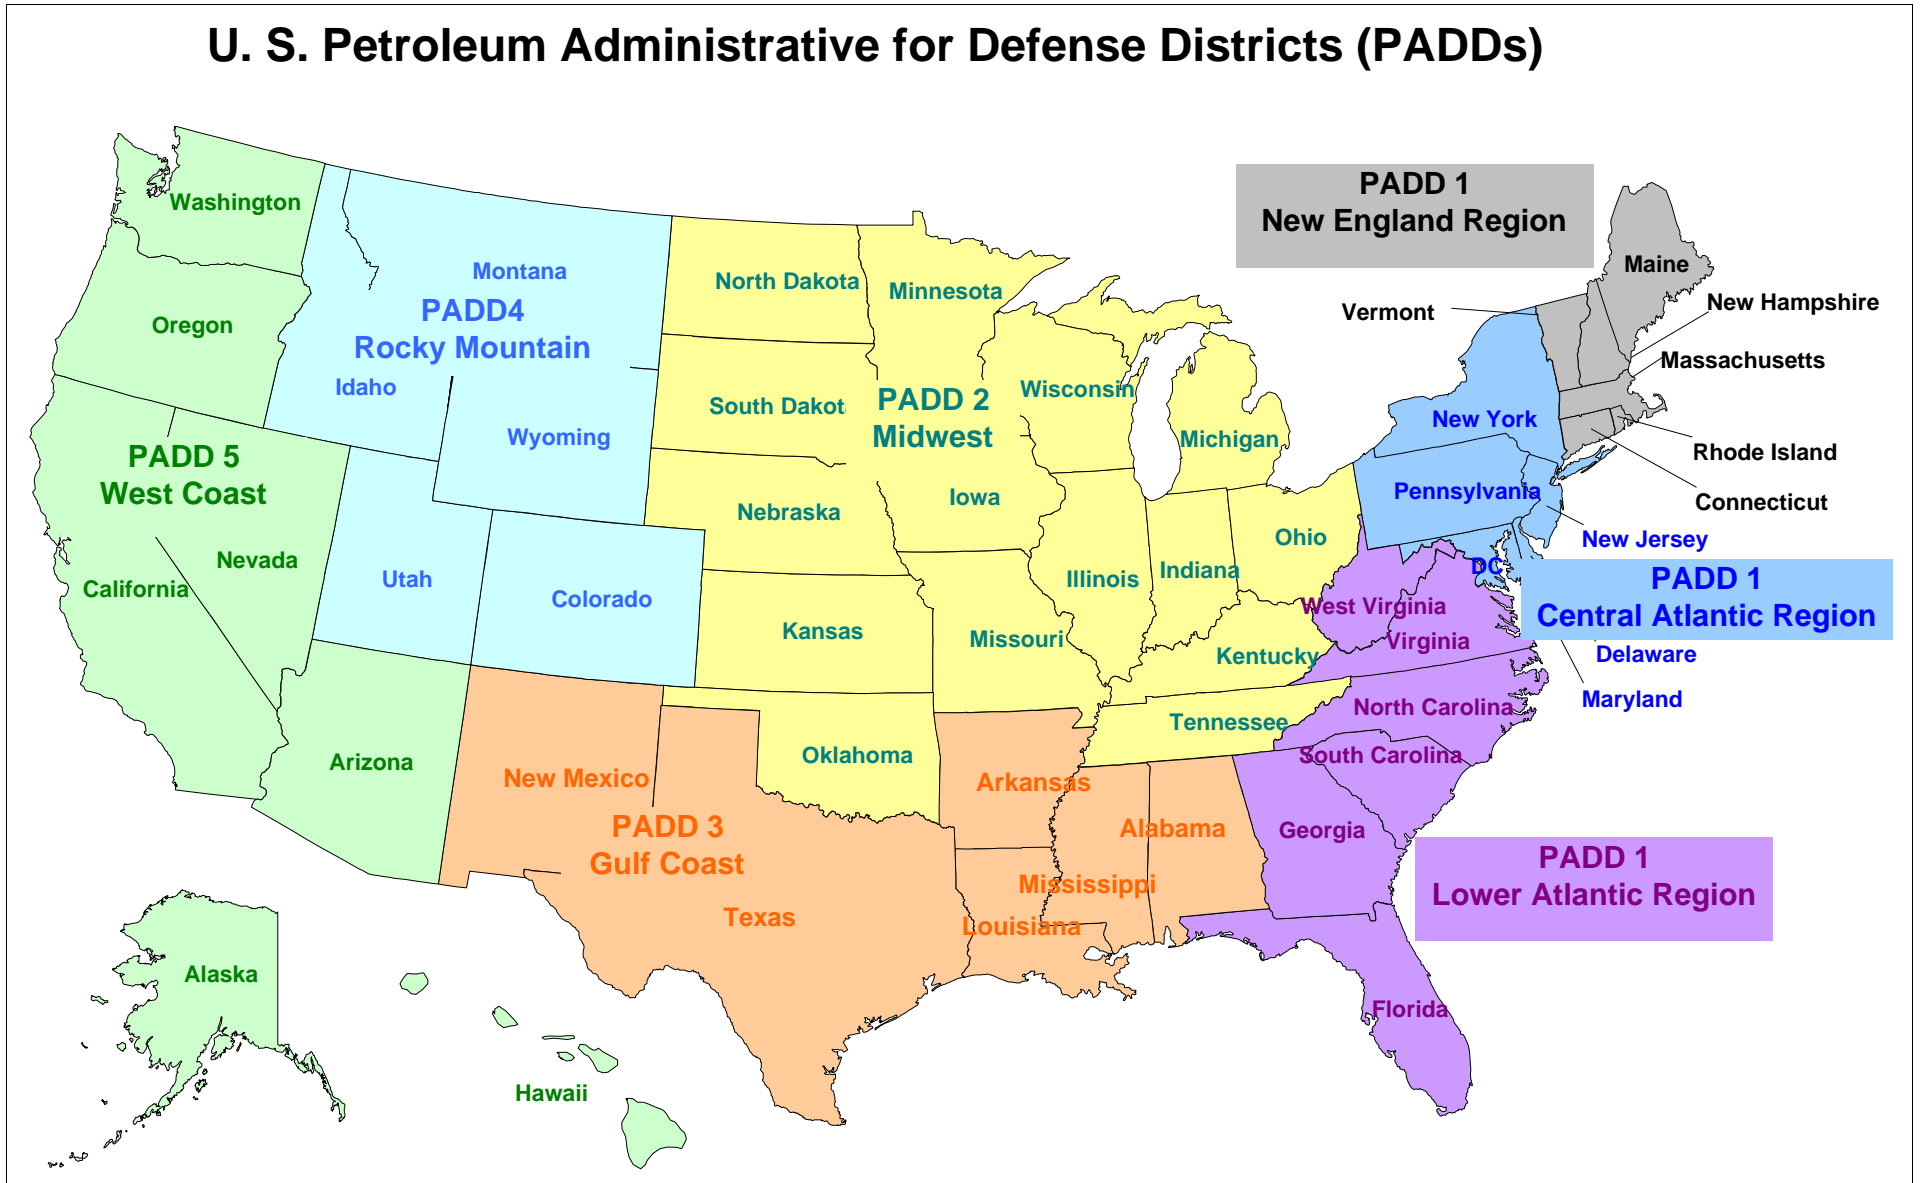 U. S. Petroleum Administrative for Defense Districts (PADDs)
PADD 1
New England Region
Washington
Maine
Montana
North Dakota
Minnesota
Vermont
New Hampshire
PADD4
Rocky Mountain
Oregon
Massachusetts
Idaho
Wisconsin
South Dakot
PADD 2
Midwest
New York
Wyoming
Michigan
Rhode Island
PADD 5
West Coast
Pennsylvania
Iowa
Connecticut
Nebraska
Ohio
New Jersey
Nevada
DC
Indiana
PADD 1
Central Atlantic Region
California
Utah
Illinois
Colorado
West Virginia
Kansas
Missouri
Virginia
Kentucky
Delaware
Maryland
North Carolina
Tennessee
South Carolina
Oklahoma
Arizona
New Mexico
Arkansas
PADD 3
Gulf Coast
Alabama
Georgia
PADD 1
Lower Atlantic Region
Mississippi
Texas
Louisiana
Alaska
Florida
Hawaii